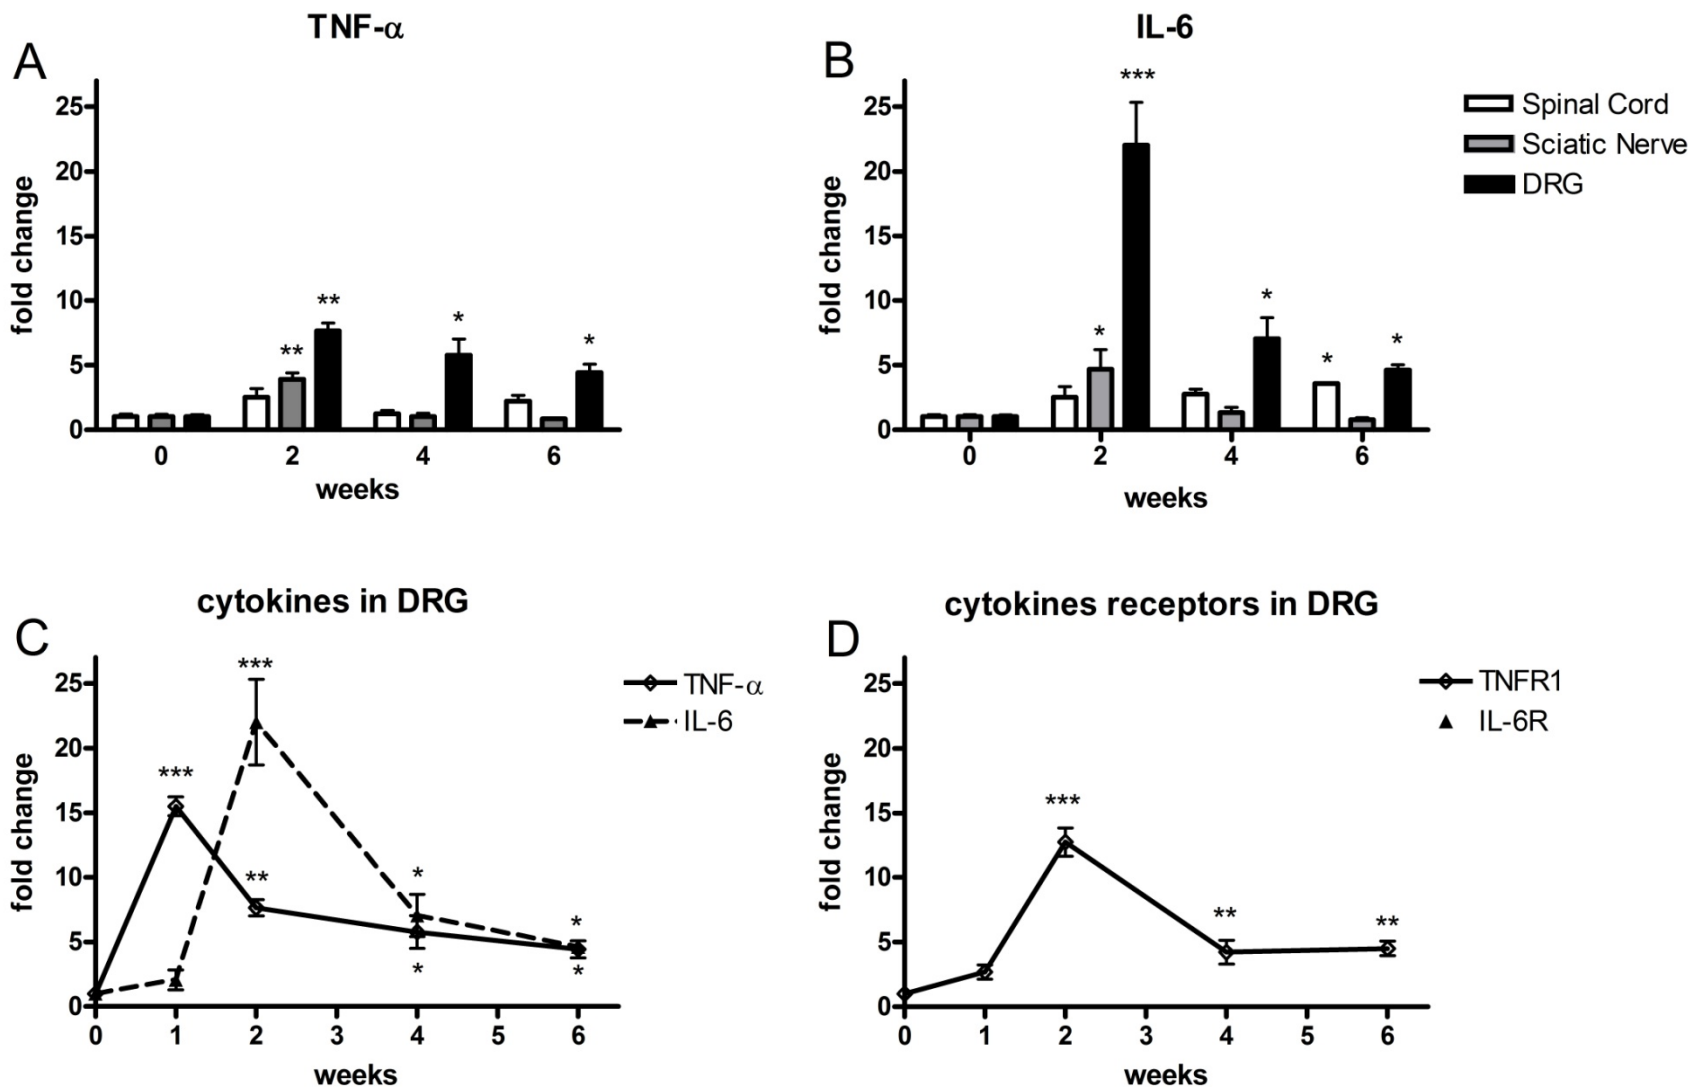 TNF-α
A
25
20
15
10
5
0
fold change
**
**
*
*
0 2 4 6
weeks
IL-6
B
25
20
15
10
5
0
fold change
*
***
*
*
*
0 2 4 6
weeks
Spinal Cord
Sciatic Nerve
DRG
cytokines in DRG
C
25
20
15
10
5
0
fold change
***
***
**
*
*
*
*
0 1 2 3 4 5 6
weeks
TNF-α
IL-6
cytokines receptors in DRG
D
25
20
15
10
5
0
fold change
***
**
**
0 1 2 3 4 5 6
weeks
TNFR1
IL-6R